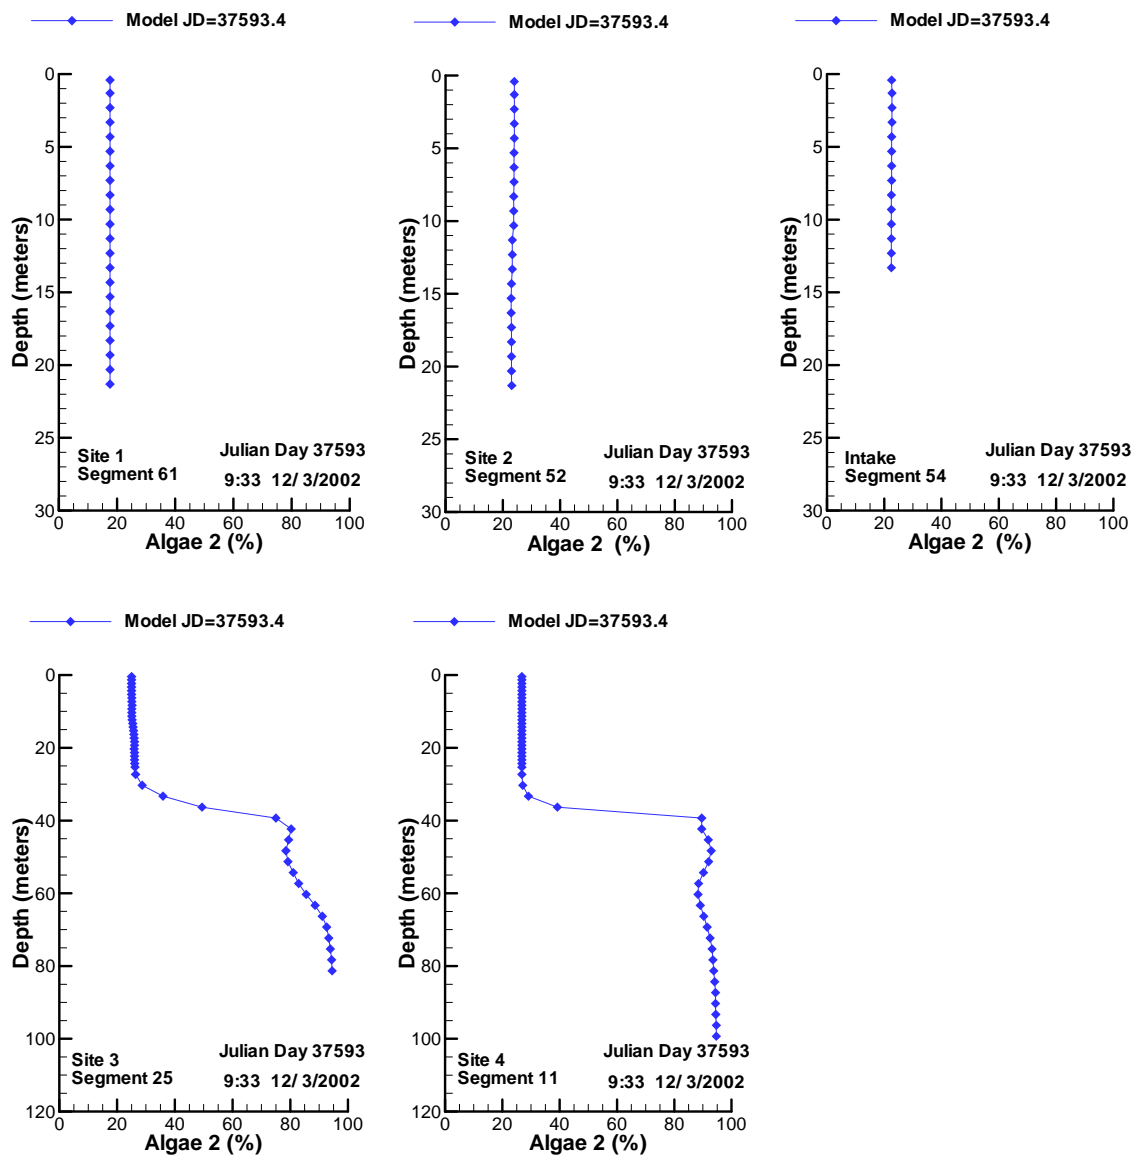 Model JD=37593.4
Model JD=37593.4
Model JD=37593.4
0
5
10
15
20
25
30
Depth (meters)
Site 1
Segment 61
Julian Day 37593
9:33 12/ 3/2002
0 20 40 60 80 100
Algae 2 (%)
0
5
10
15
20
25
30
Depth (meters)
Site 2
Segment 52
Julian Day 37593
9:33 12/ 3/2002
0 20 40 60 80 100
Algae 2 (%)
0
5
10
15
20
25
30
Depth (meters)
Intake
Segment 54
Julian Day 37593
9:33 12/ 3/2002
0 20 40 60 80 100
Algae 2 (%)
Model JD=37593.4
Model JD=37593.4
0
20
40
60
80
100
120
Depth (meters)
Site 3
Segment 25
Julian Day 37593
9:33 12/ 3/2002
0 20 40 60 80 100
Algae 2 (%)
0
20
40
60
80
100
120
Depth (meters)
Site 4
Segment 11
Julian Day 37593
9:33 12/ 3/2002
0 20 40 60 80 100
Algae 2 (%)